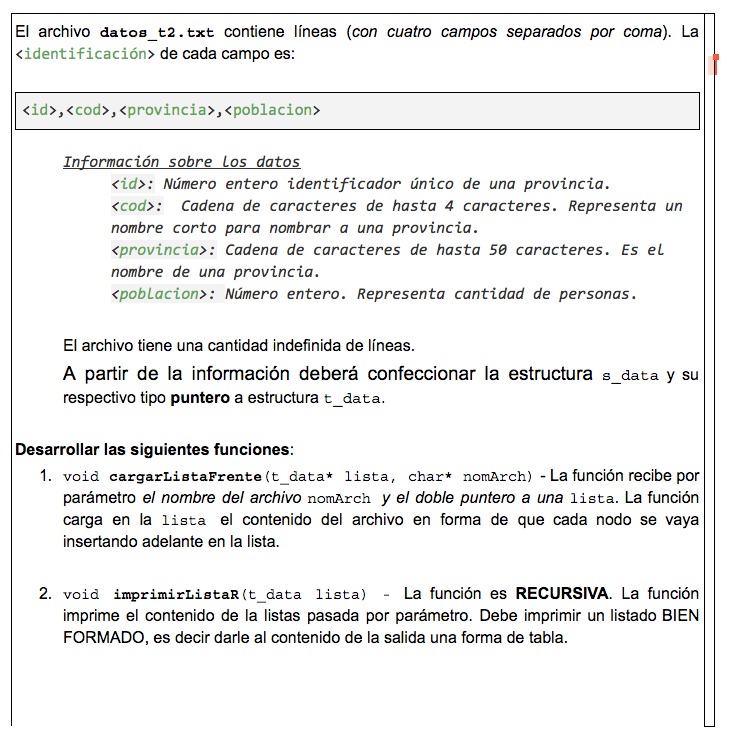 El archivo datos_t2.txt contiene líneas (con cuatro campos separados por coma). La
<identificación> de cada campo es:
<id>,<cod>,<provincia>,<poblacion>
Información sobre los datos
<id>: Número entero identificador único de una provincia.
<cod>: Cadena de caracteres de hasta 4 caracteres. Representa un
nombre corto para nombrar a una provincia.
<provincia>: Cadena de caracteres de hasta 50 caracteres. Es el
nombre de una provincia.
<poblacion>: Número entero. Representa cantidad de personas.
El archivo tiene una cantidad indefinida de líneas.
A partir de la información deberá confeccionar la estructura s_data y su
respectivo tipo puntero a estructura t_data.
Desarrollar las siguientes funciones:
1. void cargarListaFrente(t_data* lista, char* nomArch) - La función recibe por
parámetro el nombre del archivo nomArch y el doble puntero a una lista. La función
carga en la lista el contenido del archivo en forma de que cada nodo se vaya
insertando adelante en la lista.
2. void imprimirListaR(t_data lista) - La función es RECURSIVA. La función
imprime el contenido de la listas pasada por parámetro. Debe imprimir un listado BIEN
FORMADO, es decir darle al contenido de la salida una forma de tabla.